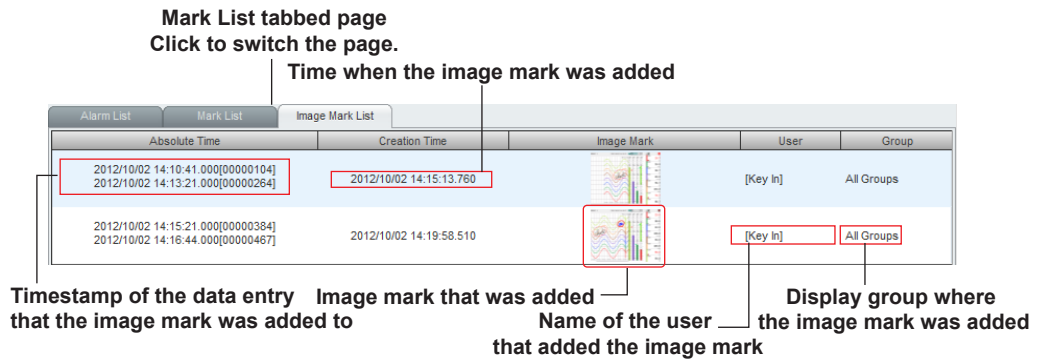 Mark List tabbed page
Click to switch the page.
Time when the image mark was added
Alarm List Mark List Image Mark List
Absolute Time Creation Time Image Mark User Group
2012/10/02 14:10:41.000[00000104]
2012/10/02 14:13:21.000[00000264]
2012/10/02 14:15:13.760
[Key In]
All Groups
2012/10/02 14:15:21.000[00000384]
2012/10/02 14:16:44.000[00000467]
2012/10/02 14:19:58.510
[Key In]
All Groups
Timestamp of the data entry
that the image mark was added to
Image mark that was added
Name of the user
that added the image mark
Display group where
the image mark was added